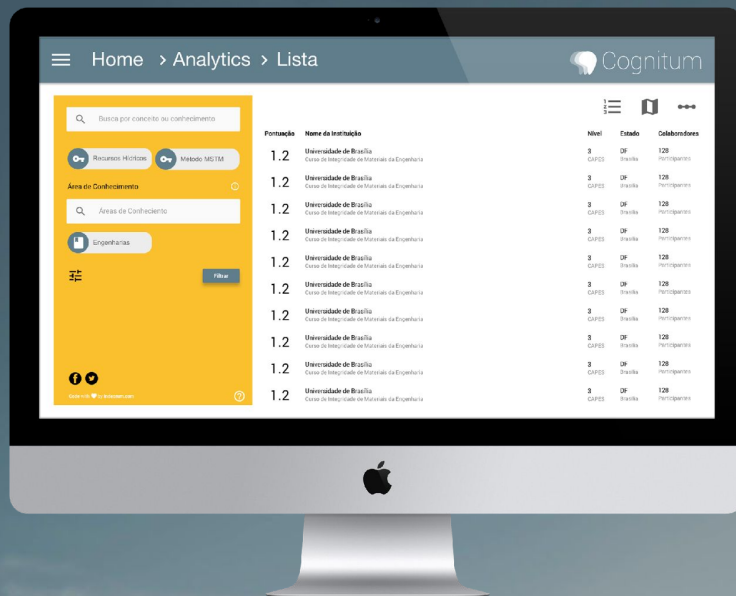 Home > Analytics > Lista
Cognitum
Busca por conceito ou conhecimento
Recursos Hídricos
Método MSTM
Área de Conhecimento
Áreas de Conheciento
Engenharias
Filtrar
1
2
3
Pontuação Nome da Instituição Nível Estado Colaborodores
1.2 Universidade de Brasília 3 DF 128
Curso de Integridade de Materiais da Engenharia CAPES Brasília Participantes
1.2 Universidade de Brasília 3 DF 128
Curso de Integridade de Materiais da Engenharia CAPES Brasília Participantes
1.2 Universidade de Brasília 3 DF 128
Curso de Integridade de Materiais da Engenharia CAPES Brasília Participantes
1.2 Universidade de Brasília 3 DF 128
Curso de Integridade de Materiais da Engenharia CAPES Brasília Participantes
1.2 Universidade de Brasília 3 DF 128
Curso de Integridade de Materiais da Engenharia CAPES Brasília Participantes
1.2 Universidade de Brasília 3 DF 128
Curso de Integridade de Materiais da Engenharia CAPES Brasília Participantes
1.2 Universidade de Brasília 3 DF 128
Curso de Integridade de Materiais da Engenharia CAPES Brasília Participantes
1.2 Universidade de Brasília 3 DF 128
Curso de Integridade de Materiais da Engenharia CAPES Brasília Participantes
1.2 Universidade de Brasília 3 DF 128
Curso de Integridade de Materiais da Engenharia CAPES Brasília Participantes
1.2 Universidade de Brasília 3 DF 128
Curso de Integridade de Materiais da Engenharia CAPES Brasília Participantes